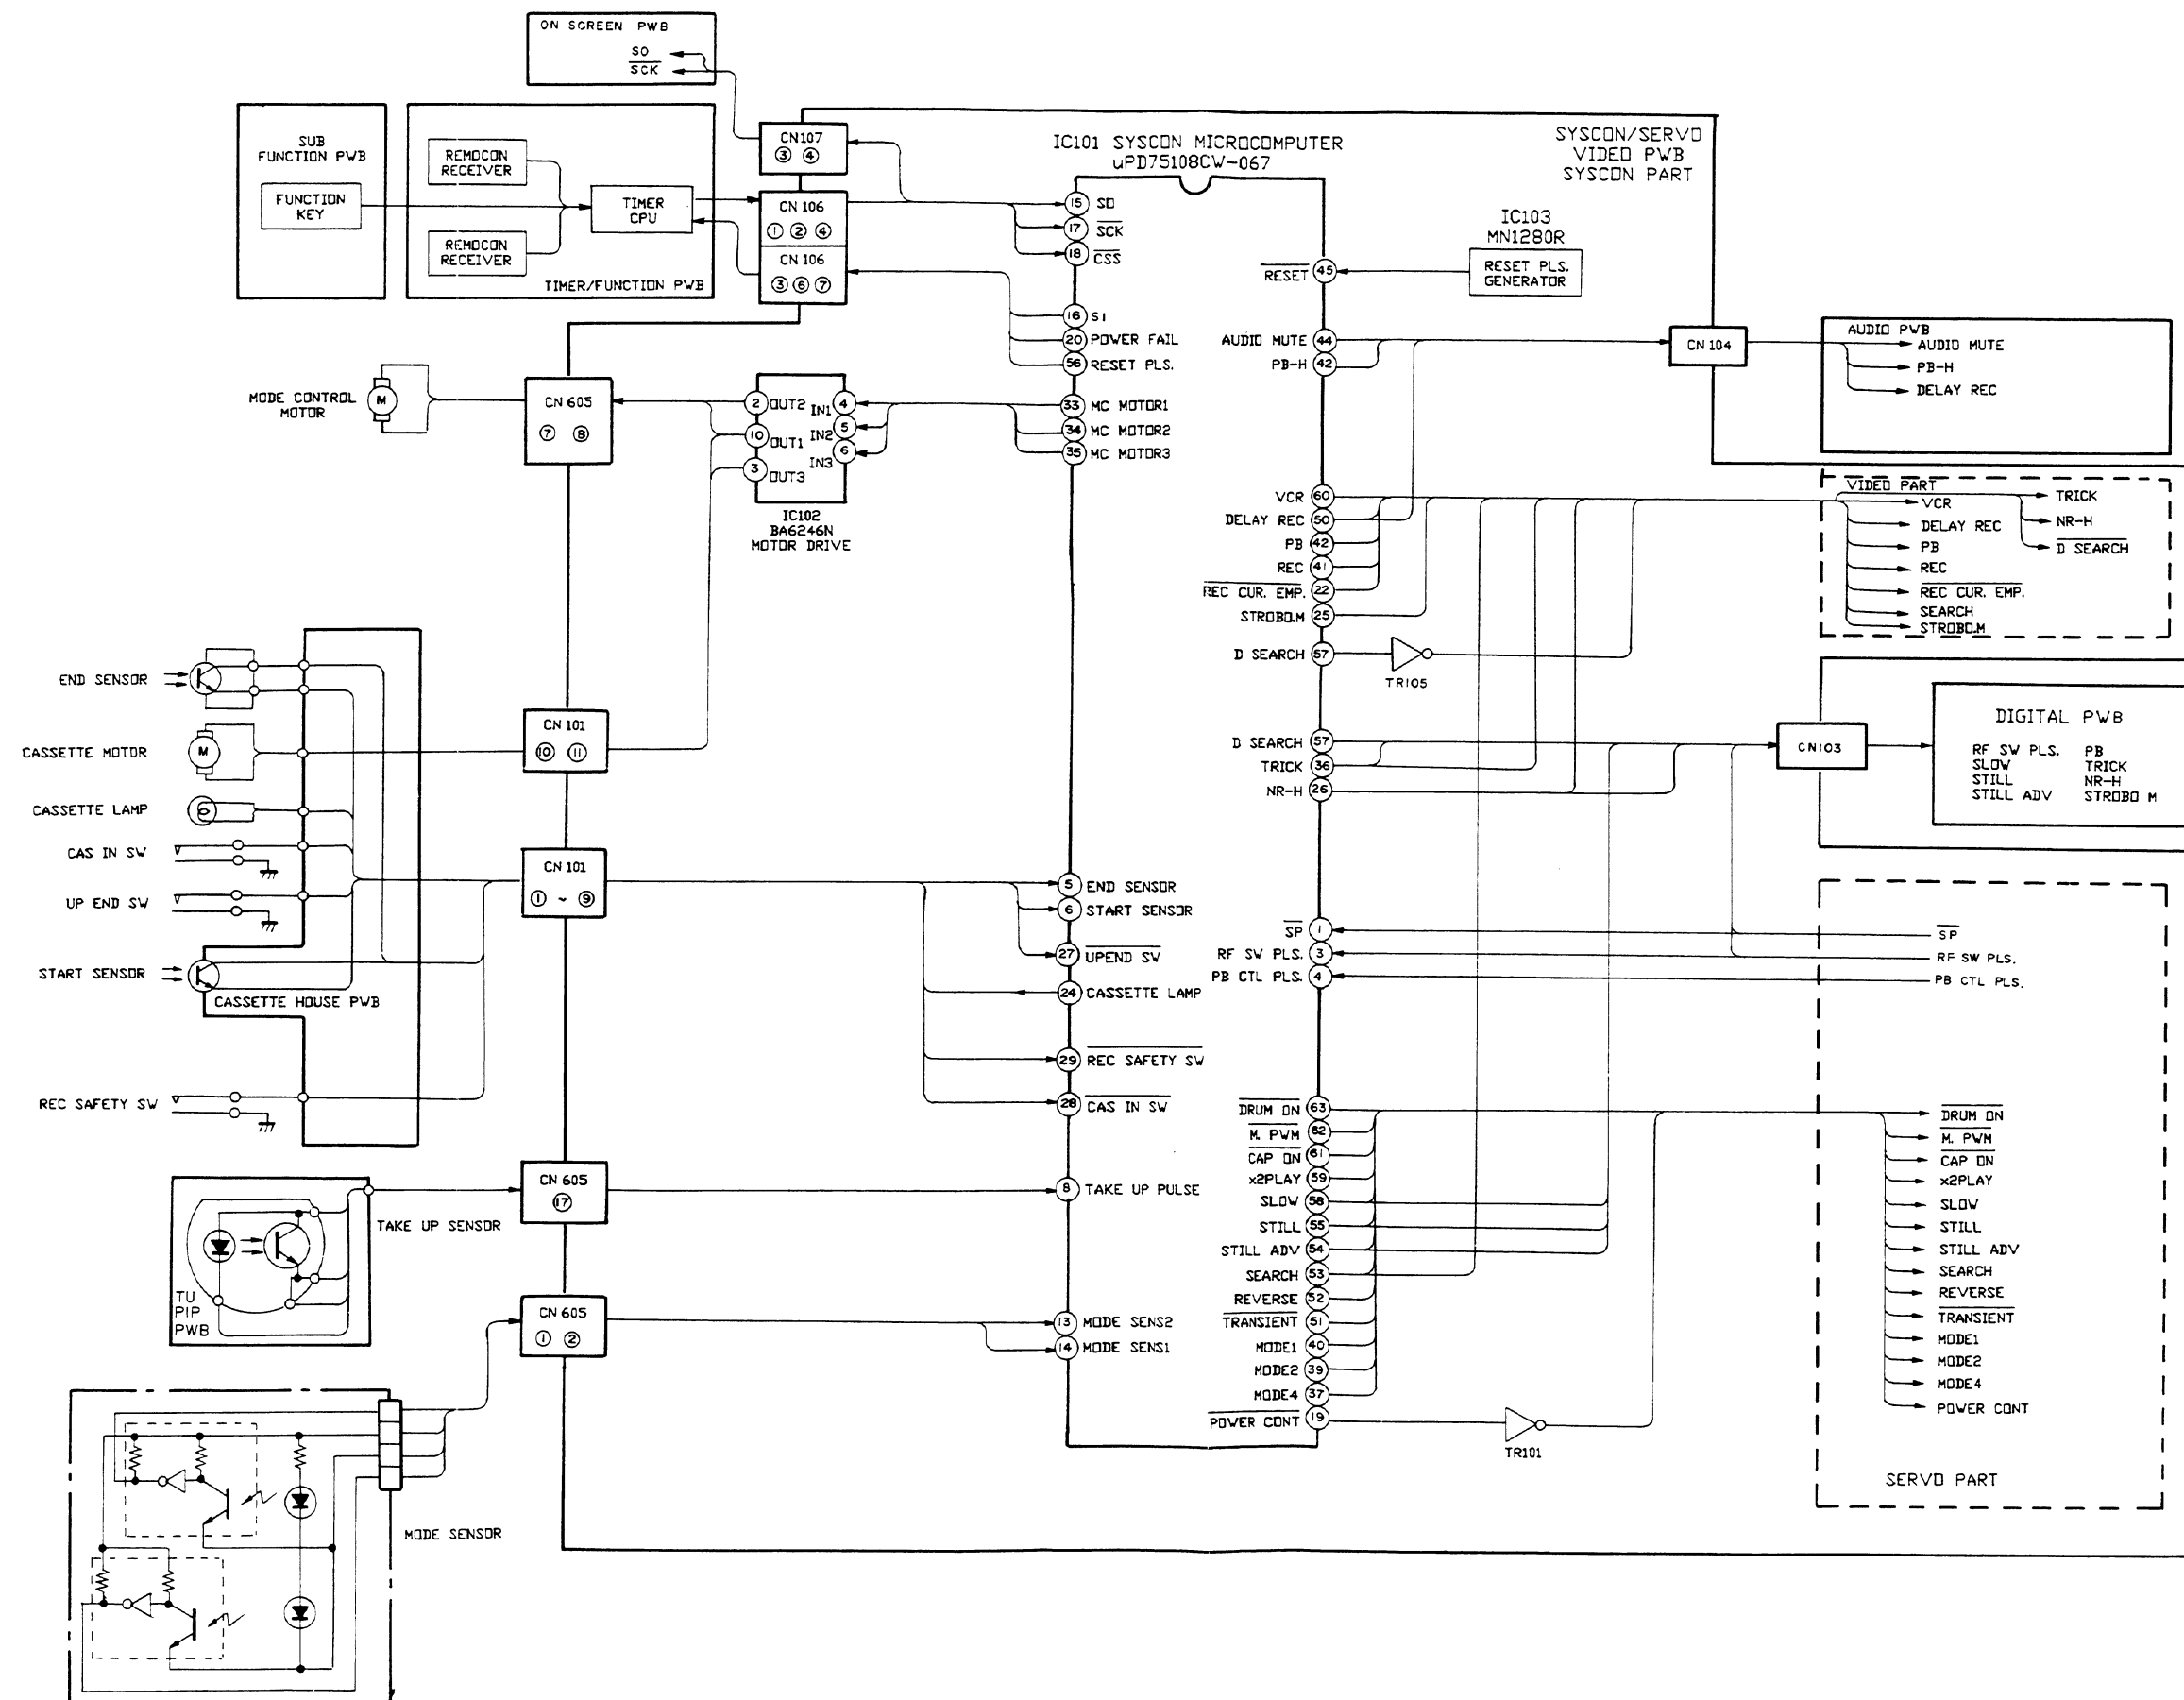 ON SCREEN PWB
SO
SCK
SUB
FUNCTION PWB
FUNCTION
KEY
REMOCON
RECEIVER
REMOCON
RECEIVER
TIMER
CPU
TIMER/FUNCTION PWB
CN107
③ ④
CN 106
① ② ④
CN 106
③ ⑥ ⑦
IC101 SYSCON MICROCOMPUTER
uPD75108CW-067
SYSCON/SERVO
VIDEO PWB
SYSCON PART
15 SO
17 SCK
18 CSS
16 SI
20 POWER FAIL
56 RESET PLS.
33 MC MOTOR1
34 MC MOTOR2
35 MC MOTOR3
IC103
MN1280R
RESET PLS.
GENERATOR
RESET 45
AUDIO MUTE 44
PB-H 42
CN 104
AUDIO PWB
AUDIO MUTE
PB-H
DELAY REC
MODE CONTROL
MOTOR
M
CN 605
⑦ ⑧
2 OUT2
10 OUT1
3 OUT3
IN1 4
IN2 5
IN3 6
IC102
BA6246N
MOTOR DRIVE
VCR 60
DELAY REC 50
PB 42
REC 41
REC CUR. EMP. 22
STROBO.M 25
D SEARCH 57
TR105
VIDEO PART
VCR
DELAY REC
PB
REC
REC CUR. EMP.
SEARCH
STROBO.M
TRICK
NR-H
D SEARCH
D SEARCH 57
TRICK 36
NR-H 26
CN103
DIGITAL PWB
RF SW PLS. PB
SLOW TRICK
STILL NR-H
STILL ADV STROBO M
END SENSOR
CASSETTE MOTOR
M
CASSETTE LAMP
CAS IN SW
UP END SW
START SENSOR
CASSETTE HOUSE PWB
REC SAFETY SW
CN 101
⑩ ⑪
CN 101
① ~ ⑨
5 END SENSOR
6 START SENSOR
27 UPEND SW
24 CASSETTE LAMP
29 REC SAFETY SW
28 CAS IN SW
8 TAKE UP PULSE
13 MODE SENS2
14 MODE SENS1
SP 1
RF SW PLS. 3
PB CTL PLS. 4
SP
RF SW PLS.
PB CTL PLS.
DRUM ON 63
M. PWM 62
CAP ON 61
x2PLAY 59
SLOW 58
STILL 55
STILL ADV 54
SEARCH 53
REVERSE 52
TRANSIENT 51
MODE1 40
MODE2 39
MODE4 37
POWER CONT 19
TR101
DRUM ON
M. PWM
CAP ON
x2PLAY
SLOW
STILL
STILL ADV
SEARCH
REVERSE
TRANSIENT
MODE1
MODE2
MODE4
POWER CONT
SERVO PART
CN 605
⑰
TAKE UP SENSOR
TU
PIP
PWB
CN 605
① ②
MODE SENSOR